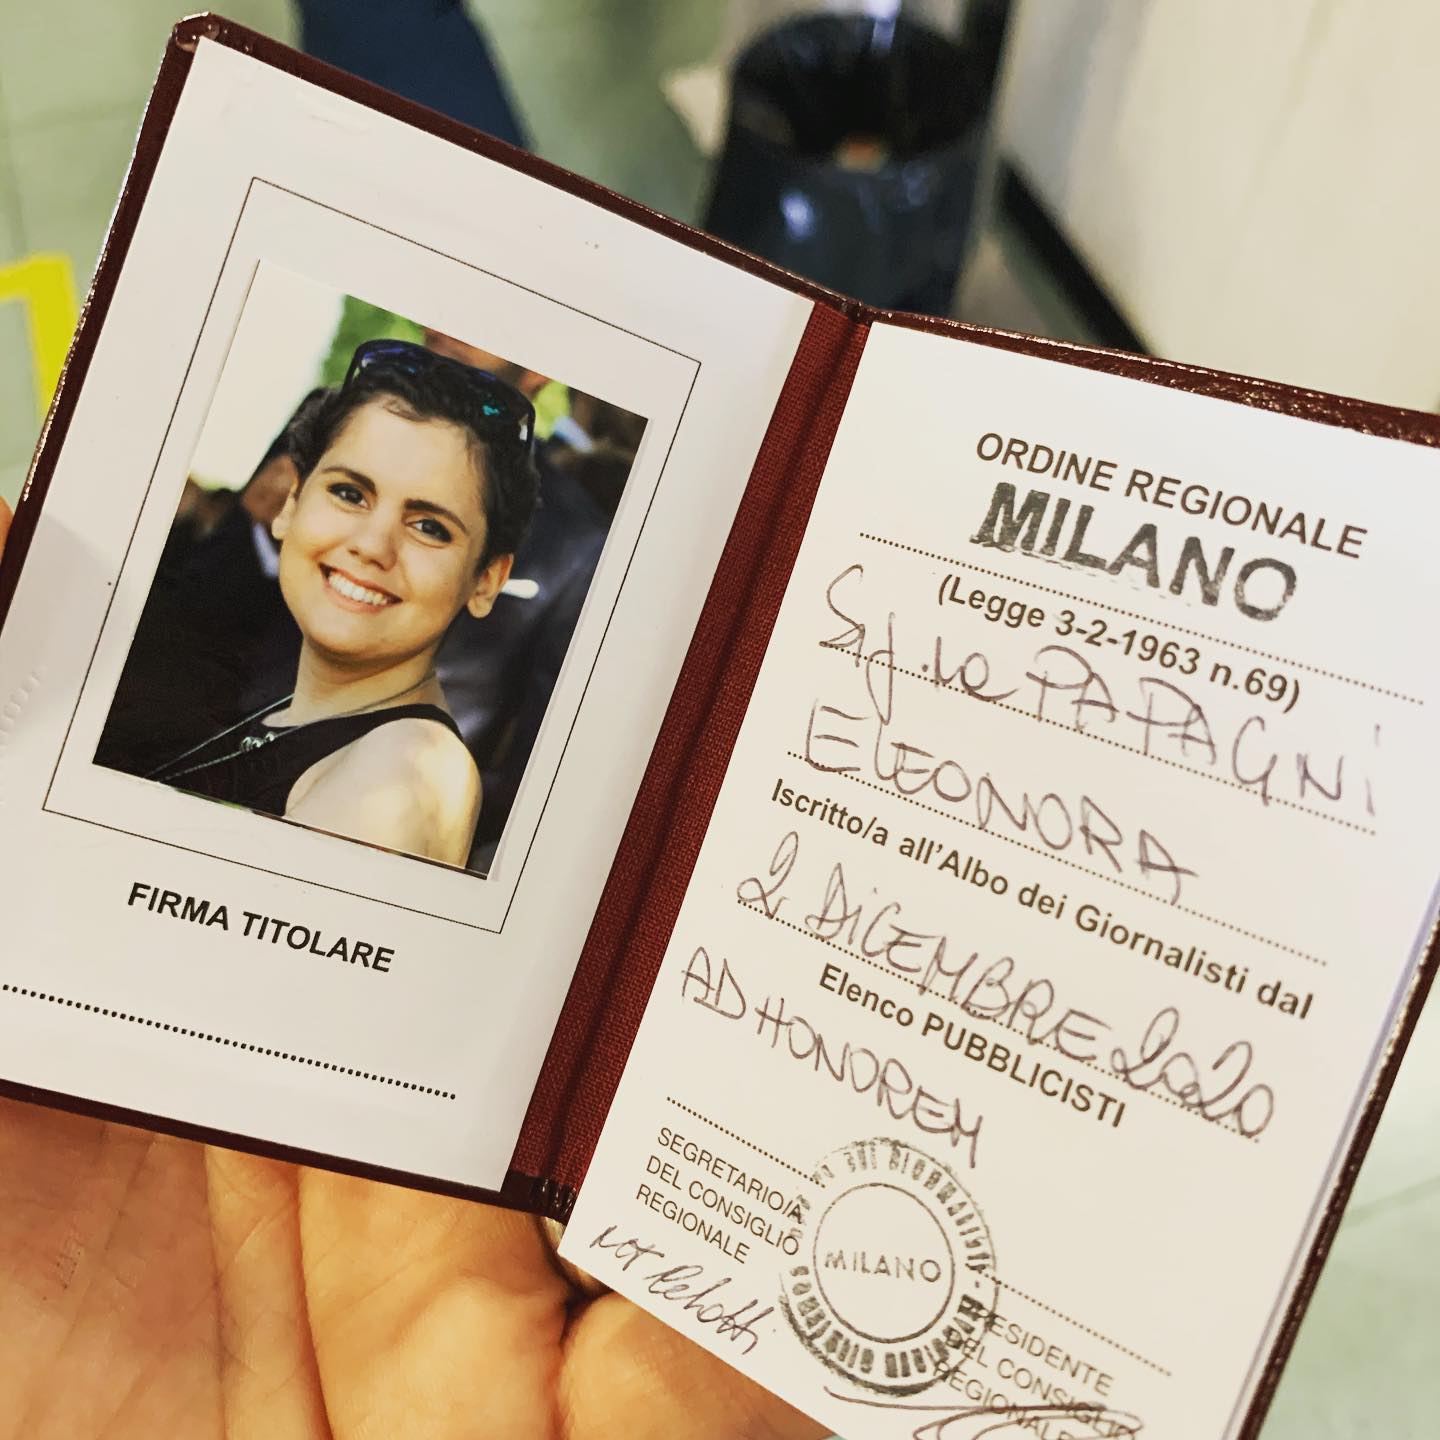 FIRMA TITOLARE
ORDINE REGIONALE
MILANO
(Legge 3-2-1963 n.69)
Sig.la PAPAGNI
ELEONORA
Iscritto/a all'Albo dei Giornalisti dal
2 DICEMBRE 2020
Elenco PUBBLICISTI
AD HONOREM
SEGRETARIO/A
DEL CONSIGLIO
REGIONALE
MILANO
PRESIDENTE
DEL CONSIGLIO
REGIONALE